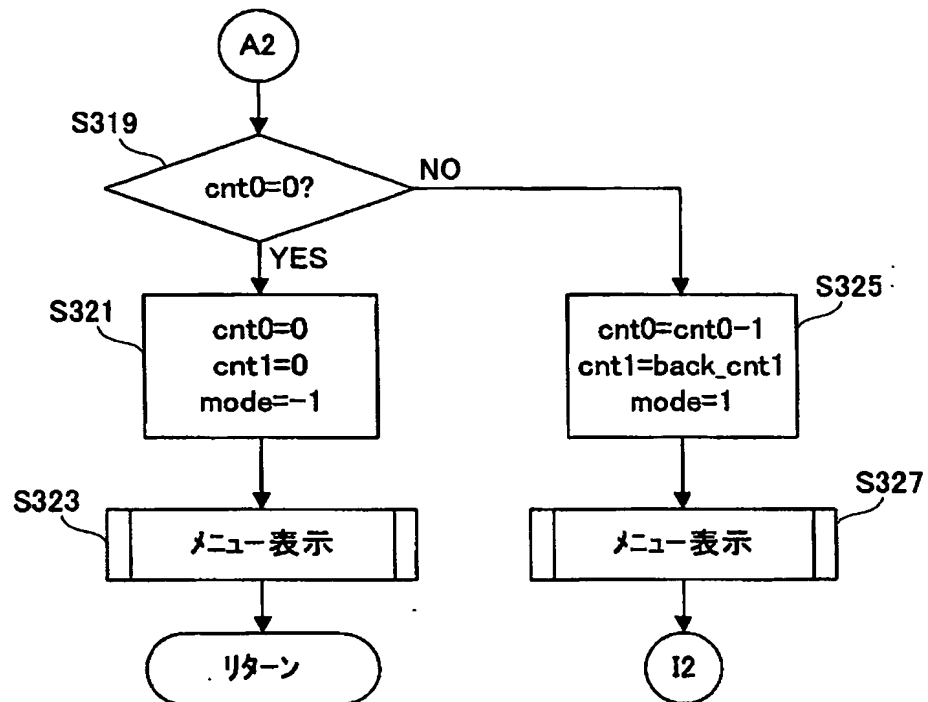 A2
S319
cnt0=0?
NO
YES
S321
cnt0=0
cnt1=0
mode=-1
S325
cnt0=cnt0-1
cnt1=back_cnt1
mode=1
S323
メニュー表示
S327
メニュー表示
リターン
I2